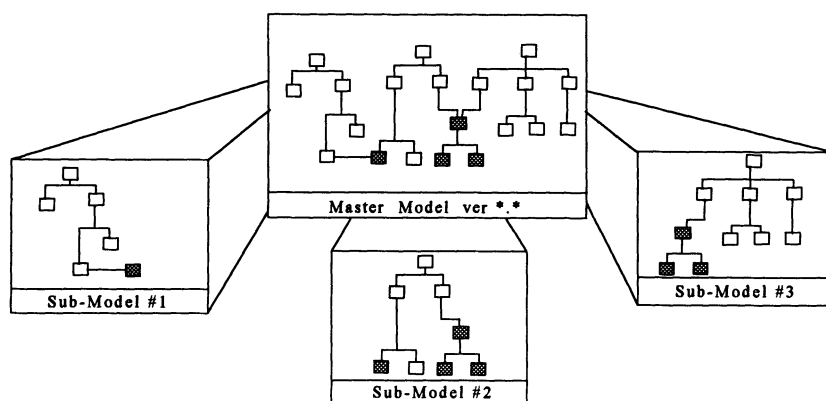 Master Model ver *.*
Sub-Model #1
Sub-Model #3
Sub-Model #2